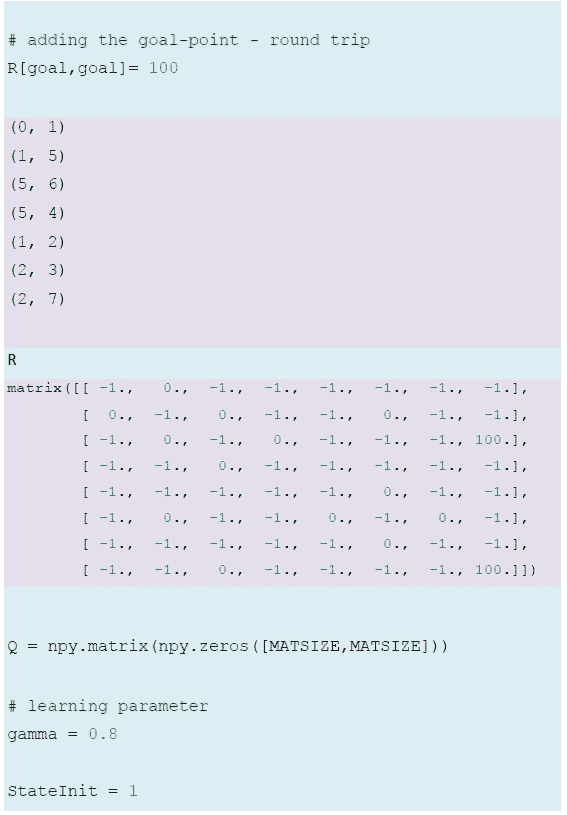 # adding the goal-point - round trip
R[goal,goal]= 100
(0, 1)
(1, 5)
(5, 6)
(5, 4)
(1, 2)
(2, 3)
(2, 7)
R
matrix([[ -1.,   0.,  -1.,  -1.,  -1.,  -1.,  -1.,  -1.],
        [  0.,  -1.,   0.,  -1.,  -1.,   0.,  -1.,  -1.],
        [ -1.,   0.,  -1.,   0.,  -1.,  -1.,  -1., 100.],
        [ -1.,  -1.,   0.,  -1.,  -1.,  -1.,  -1.,  -1.],
        [ -1.,  -1.,  -1.,  -1.,  -1.,   0.,  -1.,  -1.],
        [ -1.,   0.,  -1.,  -1.,   0.,  -1.,   0.,  -1.],
        [ -1.,  -1.,  -1.,  -1.,  -1.,   0.,  -1.,  -1.],
        [ -1.,  -1.,   0.,  -1.,  -1.,  -1.,  -1., 100.]])
Q = npy.matrix(npy.zeros([MATSIZE,MATSIZE]))
# learning parameter
gamma = 0.8
StateInit = 1